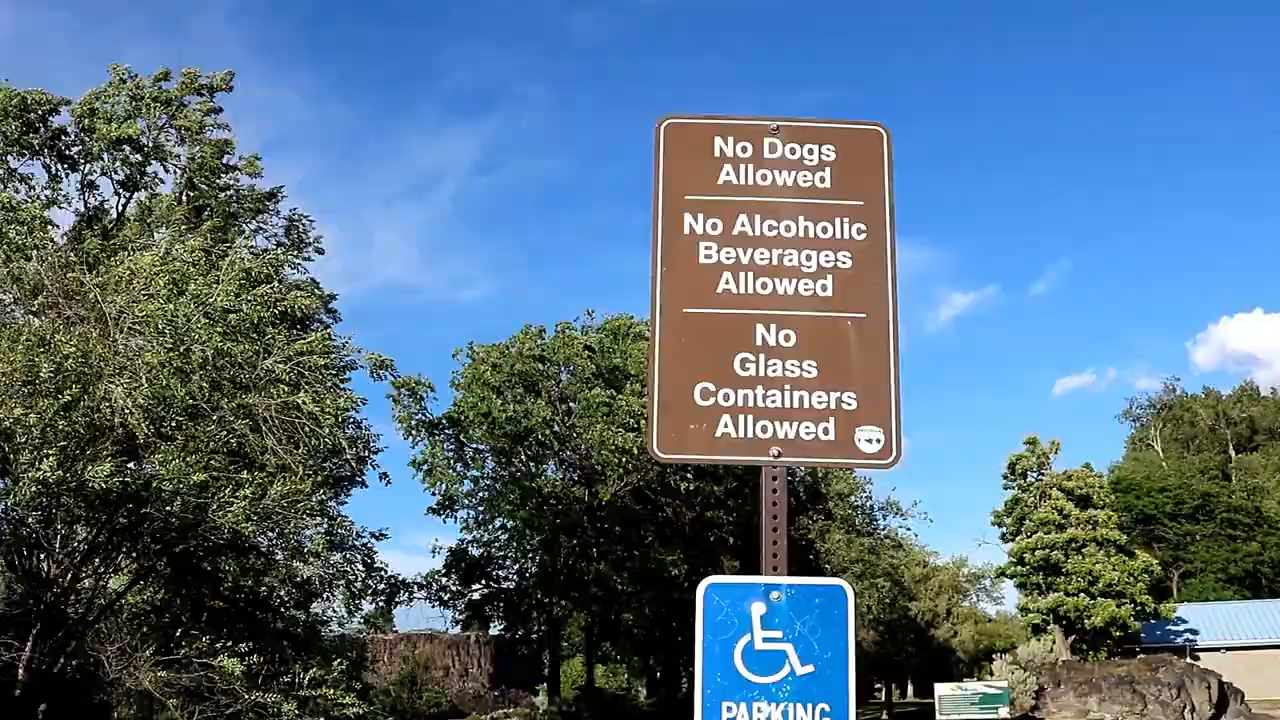 No Dogs
Allowed
No Alcoholic
Beverages
Allowed
No
Glass
Containers
Allowed
PARKING